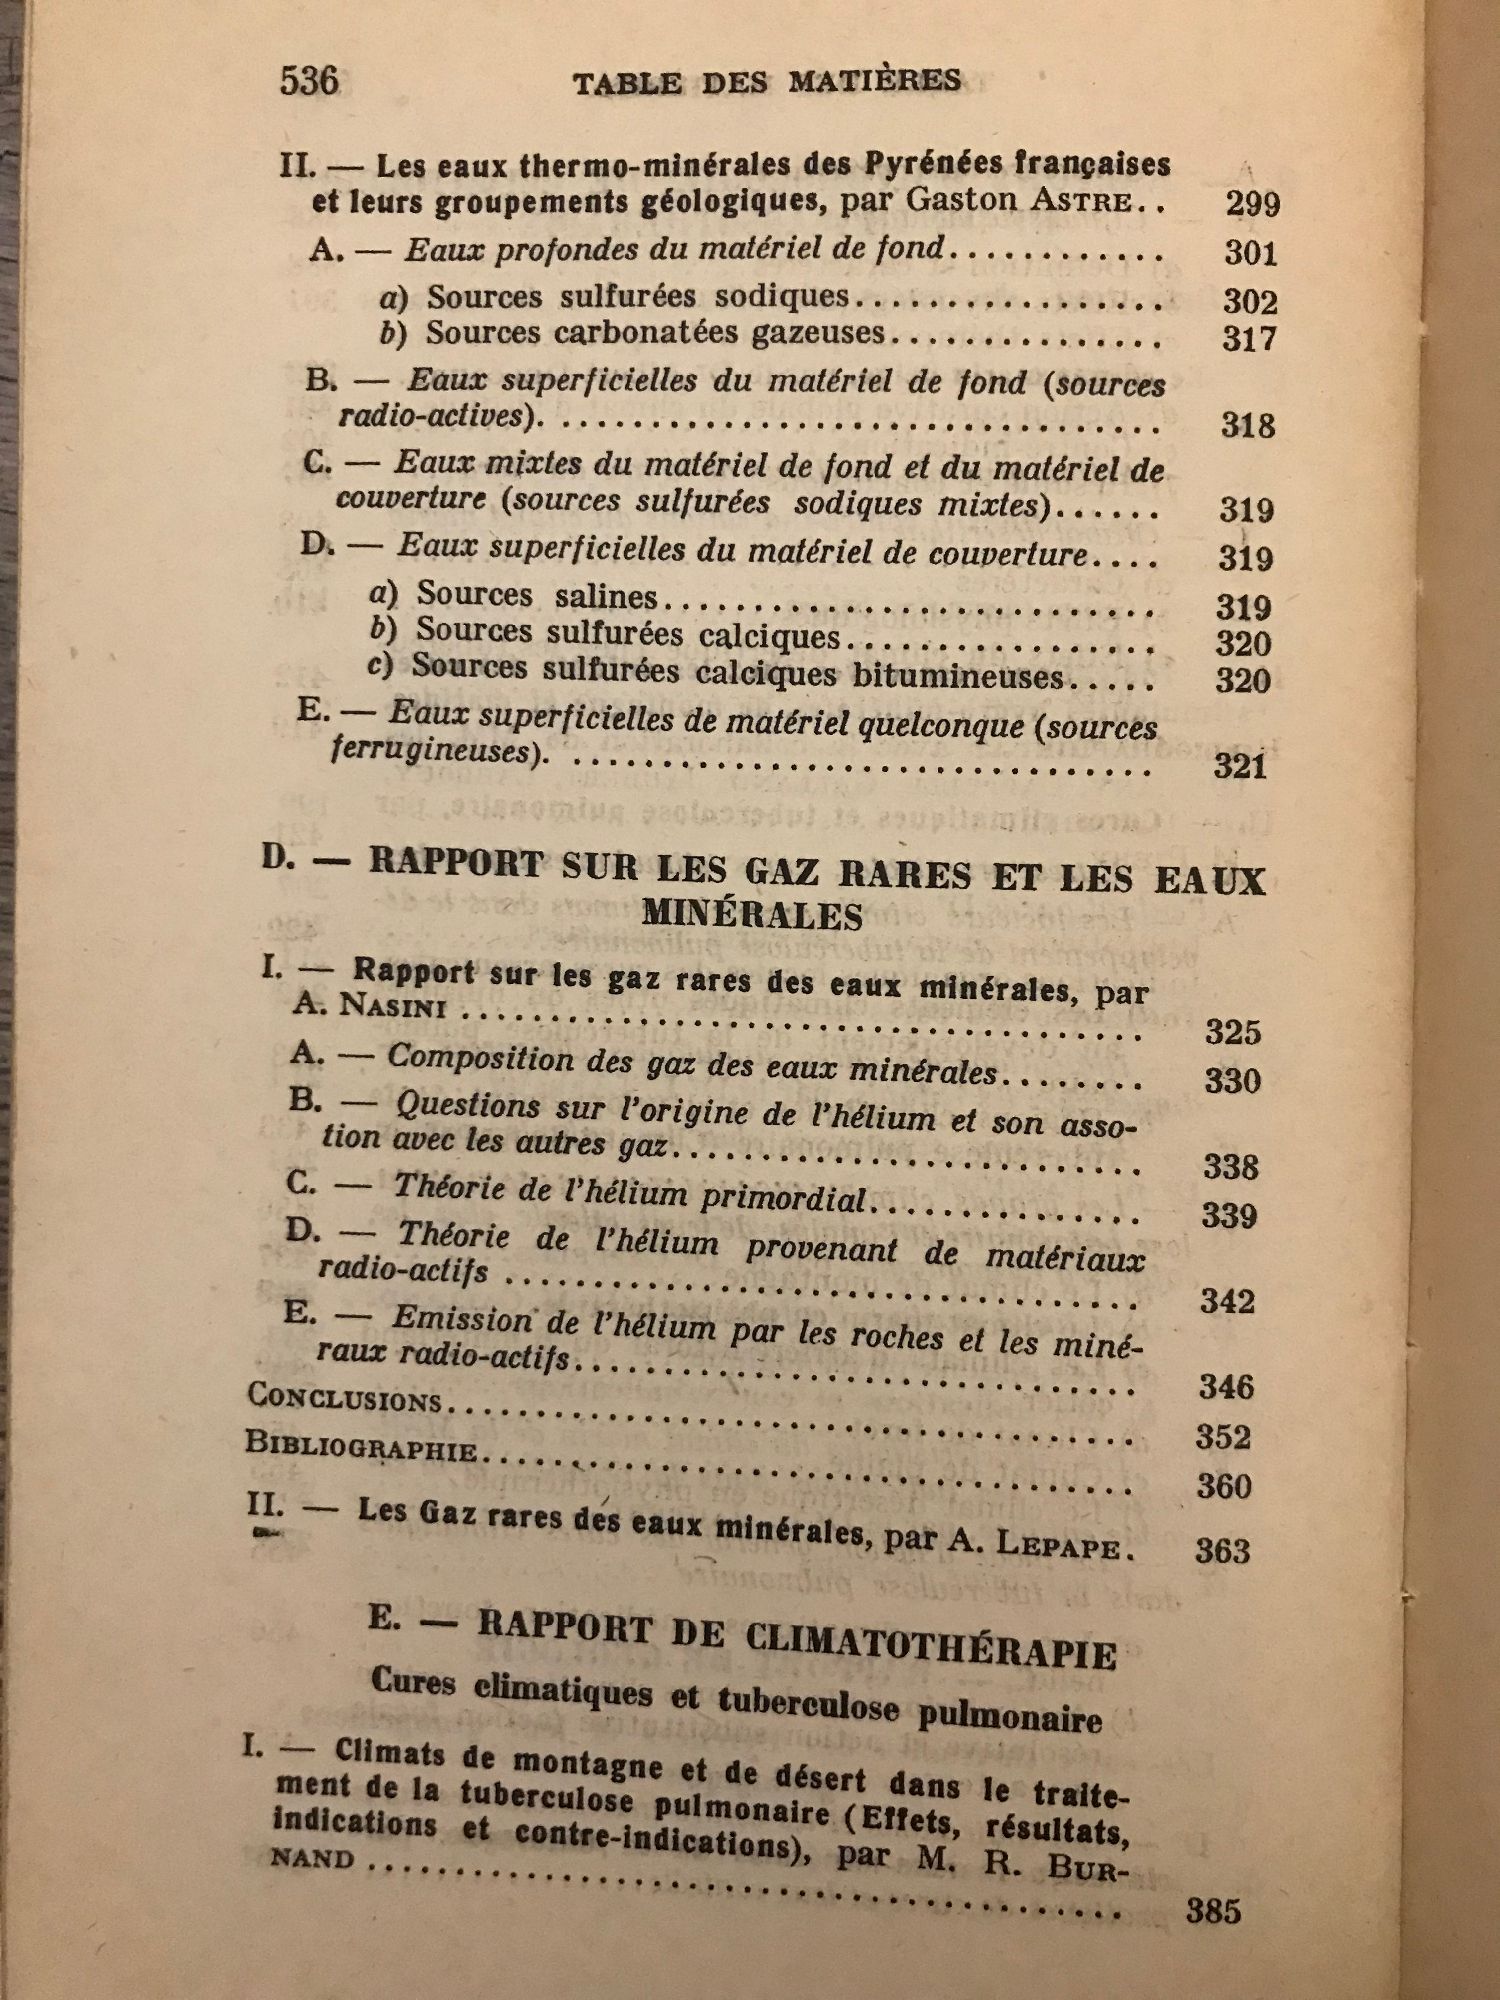 536 TABLE DES MATIÈRES
II. — Les eaux thermo-minérales des Pyrénées françaises
et leurs groupements géologiques, par Gaston ASTRE.. 299
A. — Eaux profondes du matériel de fond............ 301
a) Sources sulfurées sodiques................. 302
b) Sources carbonatées gazeuses............... 317
B. — Eaux superficielles du matériel de fond (sources
radio-actives). ................................. 318
C. — Eaux mixtes du matériel de fond et du matériel de
couverture (sources sulfurées sodiques mixtes)...... 319
D. — Eaux superficielles du matériel de couverture.... 319
a) Sources salines........................... 319
b) Sources sulfurées calciques................. 320
c) Sources sulfurées calciques bitumineuses..... 320
E. — Eaux superficielles de matériel quelconque (sources
ferrugineuses). ................................ 321
D. — RAPPORT SUR LES GAZ RARES ET LES EAUX
MINÉRALES
I. — Rapport sur les gaz rares des eaux minérales, par
A. NASINI ...................................... 325
A. — Composition des gaz des eaux minérales........ 330
B. — Questions sur l'origine de l'hélium et son asso-
tion avec les autres gaz.......................... 338
C. — Théorie de l'hélium primordial............... 339
D. — Théorie de l'hélium provenant de matériaux
radio-actifs ................................... 342
E. — Emission de l'hélium par les roches et les miné-
raux radio-actifs............................... 346
CONCLUSIONS...................................... 352
BIBLIOGRAPHIE.................................... 360
II. — Les Gaz rares des eaux minérales, par A. LEPAPE. 363
E. — RAPPORT DE CLIMATOTHÉRAPIE
Cures climatiques et tuberculose pulmonaire
I. — Climats de montagne et de désert dans le traite-
ment de la tuberculose pulmonaire (Effets, résultats,
indications et contre-indications), par M. R. BUR-
NAND .......................................... 385